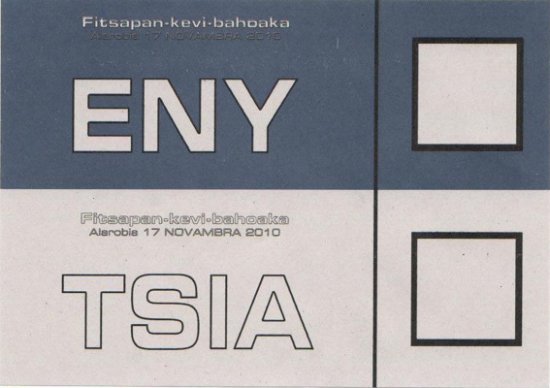 Fitsapan-kevi-bahoaka
Alarobia 17 NOVAMBRA 2010
ENY
Fitsapan-kevi-bahoaka
Alarobia 17 NOVAMBRA 2010
TSIA